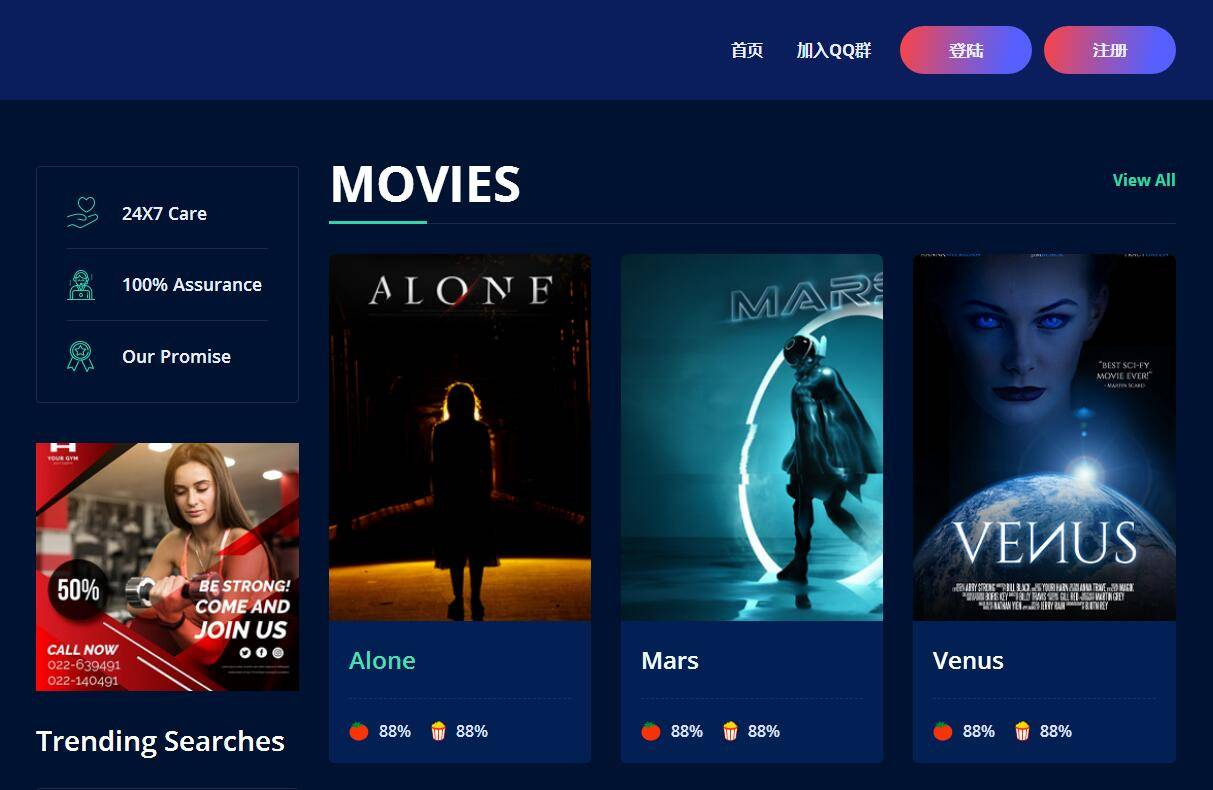 首页
加入QQ群
登陆
注册
24X7 Care
100% Assurance
Our Promise
YOUR GYM
50%
BE STRONG!
COME AND
JOIN US
CALL NOW
022-639491
022-140491
Trending Searches
MOVIES
View All
ALONE
Alone
88%
88%
MARS
Mars
88%
88%
"BEST SCI-FY
MOVIE EVER!"
- MARTIN SCARD
VENUS
Venus
88%
88%